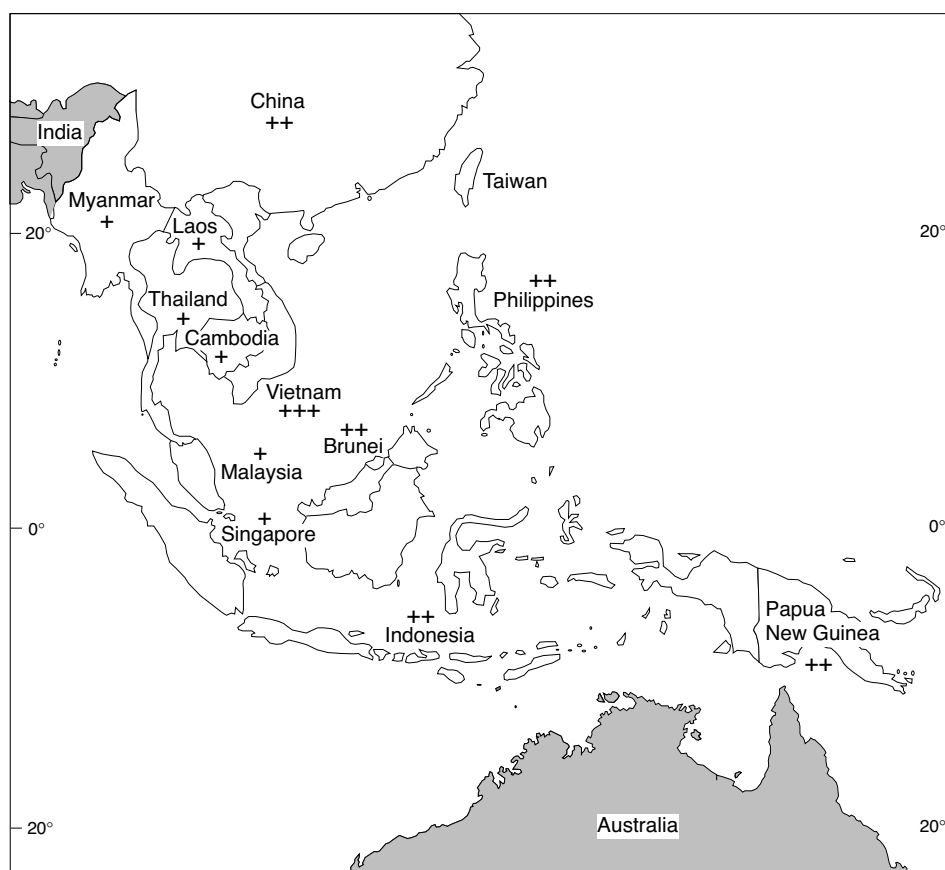 China
++
India
Taiwan
Myanmar
+
Laos
+
20°
20°
++
Philippines
Thailand
+
Cambodia
+
Vietnam
+++
++
Brunei
+
Malaysia
+
Singapore
0°
0°
++
Indonesia
Papua
New Guinea
++
Australia
20°
20°